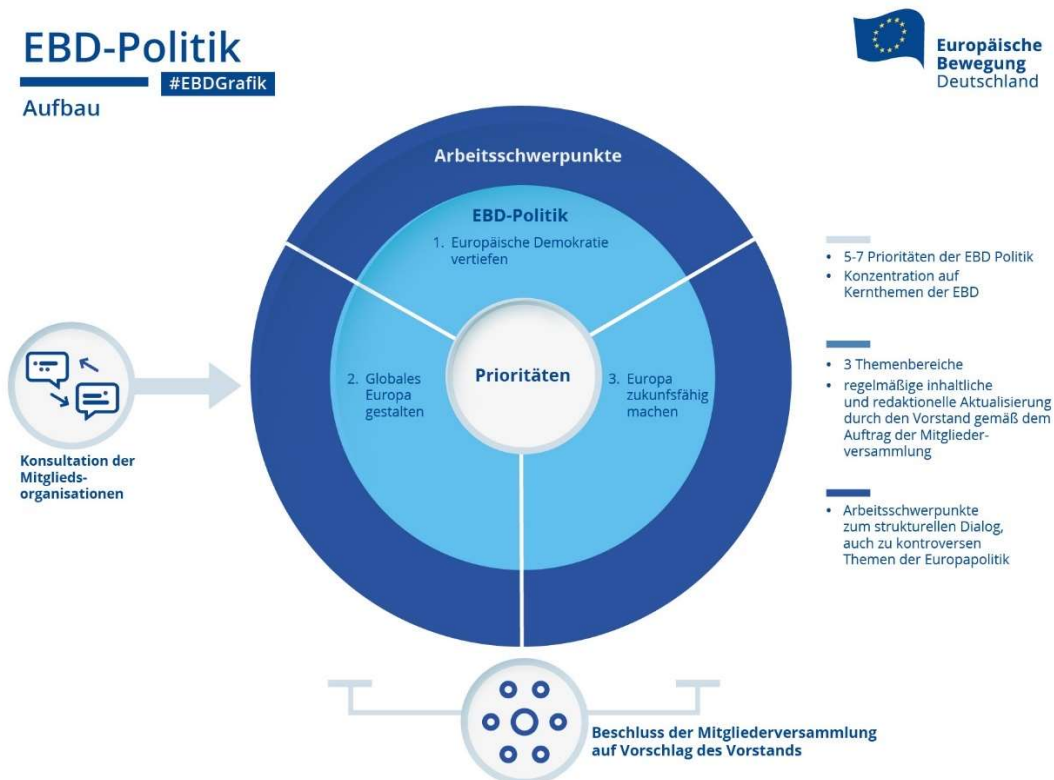 EBD-Politik
#EBDGrafik
Aufbau
Europäische
Bewegung
Deutschland
Arbeitsschwerpunkte
EBD-Politik
1. Europäische Demokratie
vertiefen
2. Globales
Europa
gestalten
Prioritäten
3. Europa
zukunfsfähig
machen
Konsultation der
Mitglieds-
organisationen
• 5-7 Prioritäten der EBD Politik
• Konzentration auf
Kernthemen der EBD
• 3 Themenbereiche
• regelmäßige inhaltliche
und redaktionelle Aktualisierung
durch den Vorstand gemäß dem
Auftrag der Mitglieder-
versammlung
• Arbeitsschwerpunkte
zum strukturellen Dialog,
auch zu kontroversen
Themen der Europapolitik
Beschluss der Mitgliederversammlung
auf Vorschlag des Vorstands